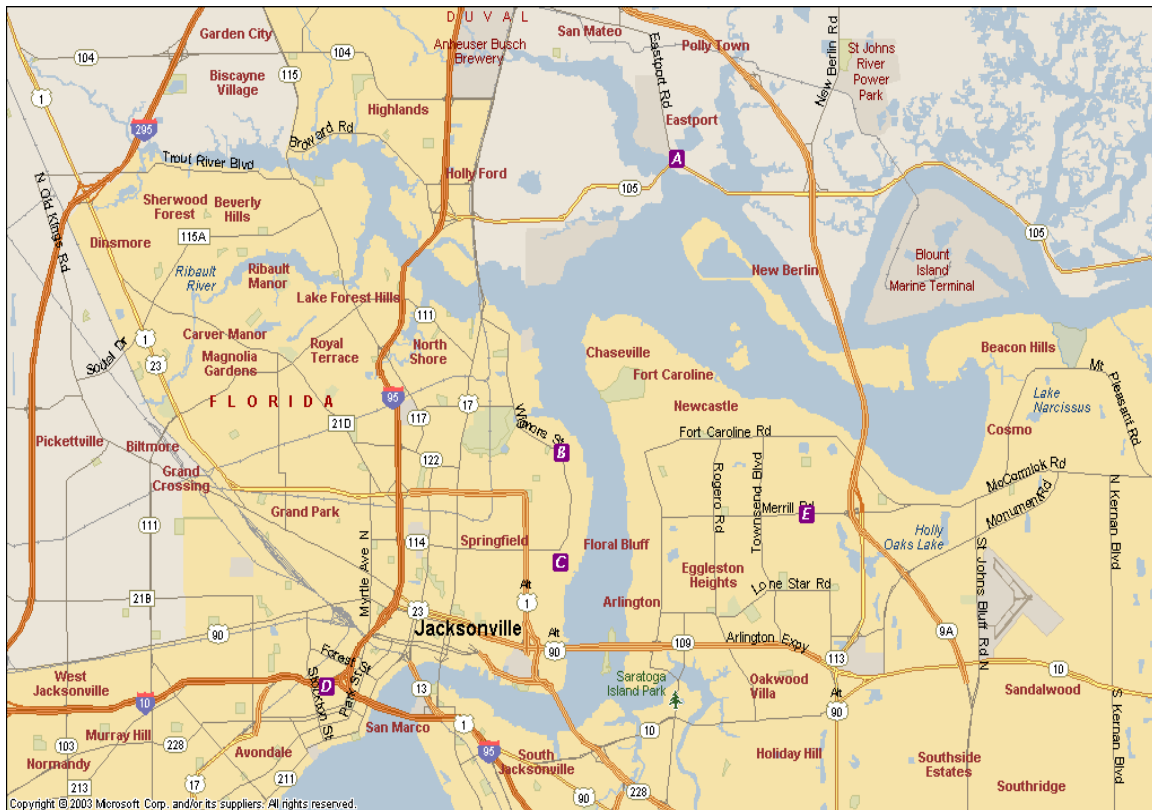 DUVAL
Garden City
San Mateo
Anheuser Busch
Brewery
Polly Town
Eastport Rd
New Berlin Rd
St Johns
River
Power
Park
104
104
115
23
1
Biscayne
Village
Highlands
Eastport
295
Broward Rd
Trout River Blvd
A
Holly Ford
105
N Old Kings Rd
Sherwood
Forest
Beverly
Hills
115A
Dinsmore
105
Ribault
River
Ribault
Manor
New Berlin
Blount
Island
Marine Terminal
Lake Forest Hills
111
1
Carver Manor
Royal
Terrace
North
Shore
Soutel Dr
23
Magnolia
Gardens
Chaseville
Beacon Hills
Mt Pleasant Rd
Fort Caroline
FLORIDA
95
17
Newcastle
Lake
Narcissus
117
21D
Fort Caroline Rd
Cosmo
Pickettville
Biltmore
B
122
Grand
Crossing
Rogero Rd
Townsend Blvd
McCormick Rd
Monument Rd
N Kernan Blvd
Grand Park
Merrill Rd
E
111
Myrtle Ave N
114
Springfield
Floral Bluff
Holly
Oaks Lake
C
Eggleston
Heights
St Johns Bluff Rd N
Lone Star Rd
21B
Alt
1
Arlington
23
Jacksonville
90
Alt
90
109
Arlington Expy
9A
113
Forest St
West
Jacksonville
D
Stockton St
Park St
Saratoga
Island Park
Oakwood
Villa
10
10
13
Alt
90
Sandalwood
S Kernan Blvd
Murray Hill
San Marco
1
10
103
228
Avondale
95
South
Jacksonville
Holiday Hill
Southside
Estates
Normandy
213
17
211
90
228
Southridge
Copyright © 2003 Microsoft Corp. and/or its suppliers. All rights reserved.